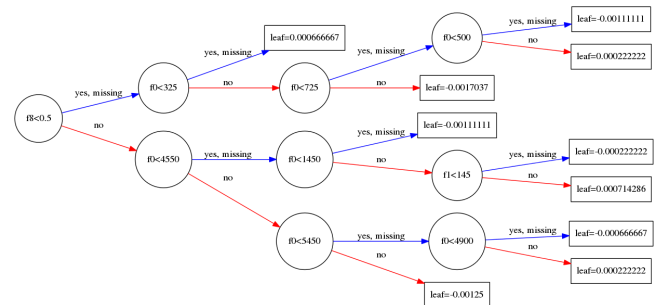 f0<500
yes, missing
leaf=-0.00111111
no
leaf=0.000222222
leaf=0.000666667
yes, missing
yes, missing
f0<325
no
f0<725
no
leaf=-0.0017037
yes, missing
f8<0.5
no
leaf=-0.00111111
yes, missing
f0<4550
yes, missing
f0<1450
no
f1<145
yes, missing
leaf=-0.000222222
no
leaf=0.000714286
no
f0<5450
yes, missing
f0<4900
yes, missing
leaf=-0.000666667
no
leaf=0.000222222
no
leaf=-0.00125